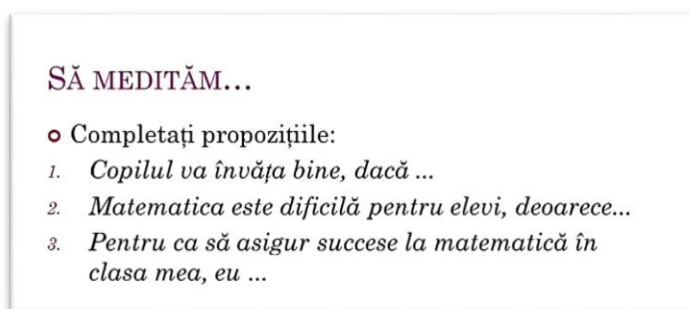 SĂ MEDITĂM...
Completați propozițiile:
1. Copilul va învăța bine, dacă ...
2. Matematica este dificilă pentru elevi, deoarece...
3. Pentru ca să asigur succese la matematică în
clasa mea, eu ...